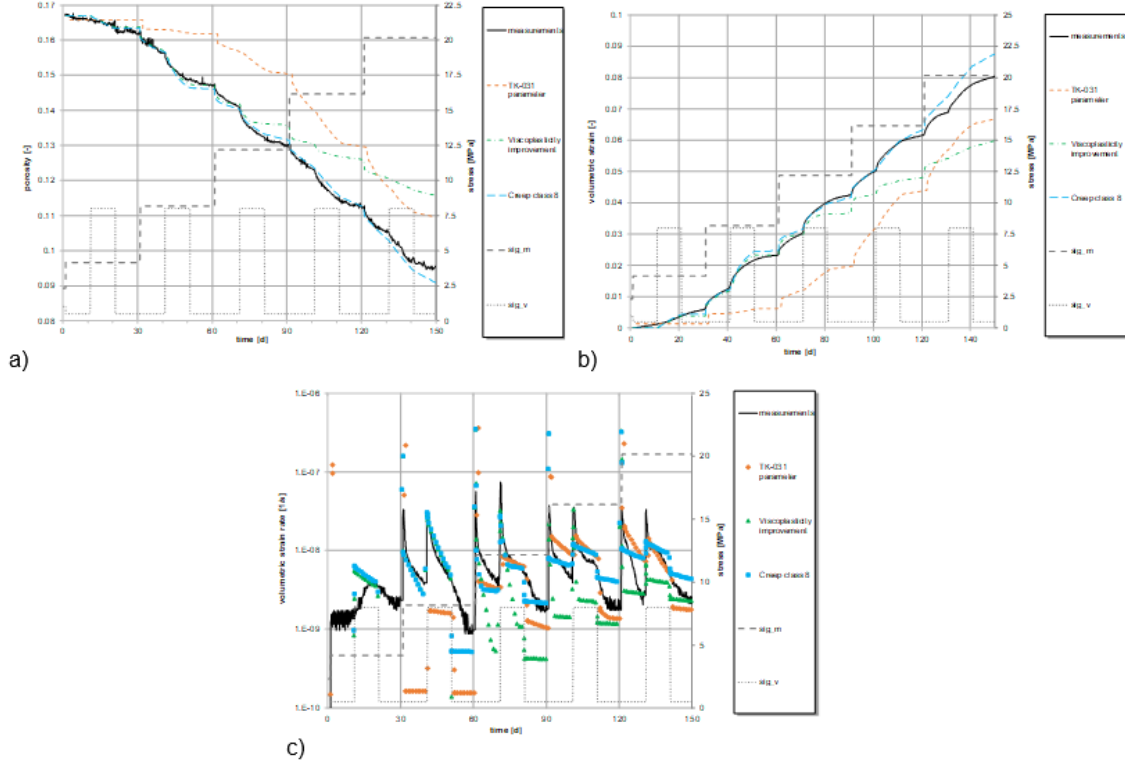 0.17
0.16
0.15
0.14
0.13
0.12
0.11
0.1
0.09
0.08
porosity [-]
0
30
60
90
120
150
time [d]
22.5
20
17.5
15
12.5
10
7.5
5
2.5
0
stress [MPa]
measurements
TK-031
parameter
Viscoplasticity
improvement
Creep class 8
sig_m
sig_v
a)
0.1
0.09
0.08
0.07
0.06
0.05
0.04
0.03
0.02
0.01
0
volumetric strain [-]
0
20
40
60
80
100
120
140
time [d]
25
22.5
20
17.5
15
12.5
10
7.5
5
2.5
0
stress [MPa]
measurements
TK-031
parameter
Viscoplasticity
improvement
Creep class 8
sig_m
sig_v
b)
1.E-06
1.E-07
1.E-08
1.E-09
1.E-10
volumetric strain rate [1/s]
0
30
60
90
120
150
time [d]
25
20
15
10
5
0
stress [MPa]
measurements
TK-031
parameter
Viscoplasticity
improvement
Creep class 8
sig_m
sig_v
c)